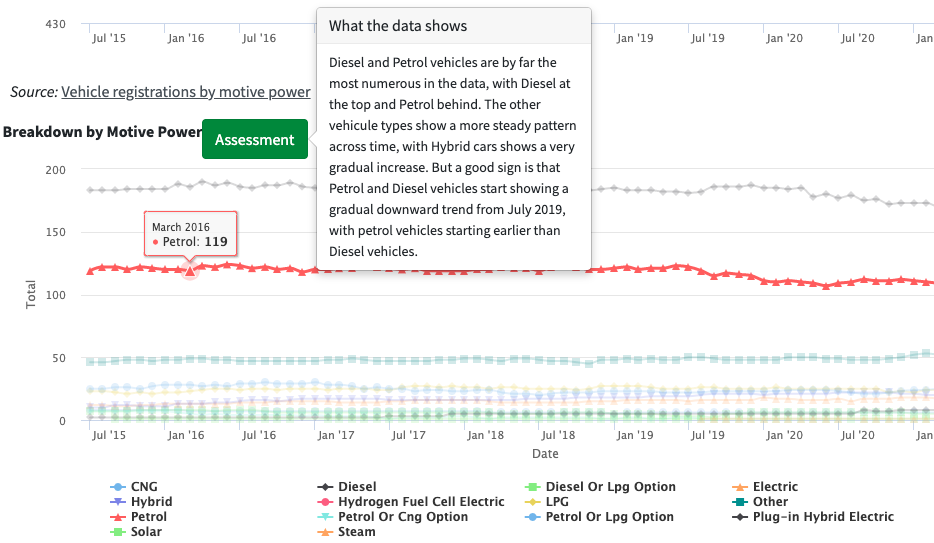 430
Jul '15 Jan '16 Jul '16 Jan '19 Jul '19 Jan '20 Jul '20 Jan
What the data shows
Diesel and Petrol vehicles are by far the
most numerous in the data, with Diesel at
the top and Petrol behind. The other
vehicule types show a more steady pattern
across time, with Hybrid cars shows a very
gradual increase. But a good sign is that
Petrol and Diesel vehicles start showing a
gradual downward trend from July 2019,
with petrol vehicles starting earlier than
Diesel vehicles.
Source: Vehicle registrations by motive power
Breakdown by Motive Power
Assessment
200
150
100
50
0
Total
March 2016
Petrol: 119
Jul '15 Jan '16 Jul '16 Jan '17 Jul '17 Jan '18 Jul '18 Jan '19 Jul '19 Jan '20 Jul '20 Jan
Date
CNG Diesel Diesel Or Lpg Option Electric
Hybrid Hydrogen Fuel Cell Electric LPG Other
Petrol Petrol Or Cng Option Petrol Or Lpg Option Plug-in Hybrid Electric
Solar Steam